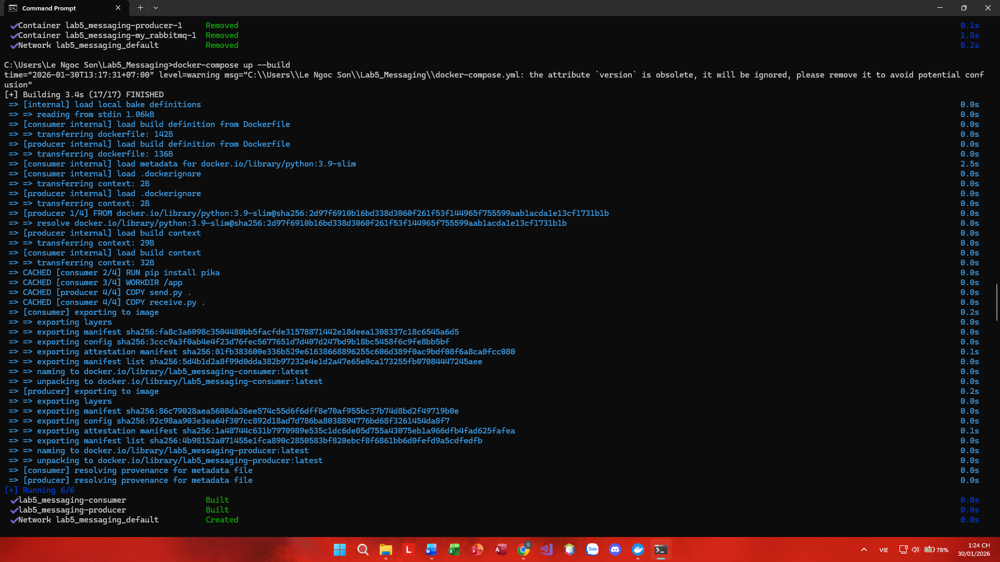 Command Prompt
Container lab5_messaging-producer-1 Removed 0.1s
Container lab5_messaging-my_rabbitmq-1 Removed 1.8s
Network lab5_messaging_default Removed 0.2s
C:\Users\Le Ngoc Son\Lab5_Messaging>docker-compose up --build
time="2026-01-30T13:17:31+07:00" level=warning msg="C:\\Users\\Le Ngoc Son\\Lab5_Messaging\\docker-compose.yml: the attribute `version` is obsolete, it will be ignored, please remove it to avoid potential conf
usion"
[+] Building 3.4s (17/17) FINISHED
=> [internal] load local bake definitions 0.0s
=> => reading from stdin 1.06kB 0.0s
=> [consumer internal] load build definition from Dockerfile 0.0s
=> => transferring dockerfile: 142B 0.0s
=> [producer internal] load build definition from Dockerfile 0.0s
=> => transferring dockerfile: 136B 0.0s
=> [consumer internal] load metadata for docker.io/library/python:3.9-slim 2.5s
=> [consumer internal] load .dockerignore 0.0s
=> => transferring context: 2B 0.0s
=> [producer internal] load .dockerignore 0.0s
=> => transferring context: 2B 0.0s
=> [producer 1/4] FROM docker.io/library/python:3.9-slim@sha256:2d97f6910b16bd338d3060f261f53f144965f755599aab1acda1e13cf1731b1b 0.0s
=> => resolve docker.io/library/python:3.9-slim@sha256:2d97f6910b16bd338d3060f261f53f144965f755599aab1acda1e13cf1731b1b 0.0s
=> [producer internal] load build context 0.0s
=> => transferring context: 29B 0.0s
=> [consumer internal] load build context 0.0s
=> => transferring context: 32B 0.0s
=> CACHED [consumer 2/4] RUN pip install pika 0.0s
=> CACHED [consumer 3/4] WORKDIR /app 0.0s
=> CACHED [producer 4/4] COPY send.py . 0.0s
=> CACHED [consumer 4/4] COPY receive.py . 0.0s
=> [consumer] exporting to image 0.2s
=> => exporting layers 0.0s
=> => exporting manifest sha256:fa8c3a6098c3504480bb5facfde31578871442e18deea1308337c18c6545a6d5 0.0s
=> => exporting config sha256:3ccc9a3f0ab4e4f23d76fec5677651d7d407d247bd9b18bc5458f6c9fe8bb5bf 0.0s
=> => exporting attestation manifest sha256:01fb383600e336b529e61638668896255c606d389f0ac9bdf08f6a8ca0fcc080 0.1s
=> => exporting manifest list sha256:5d4b1d2a8f99d0dda382b97232e4e1d2a47e65e0ca173255fb07084447245aee 0.0s
=> => naming to docker.io/library/lab5_messaging-consumer:latest 0.0s
=> => unpacking to docker.io/library/lab5_messaging-consumer:latest 0.0s
=> [producer] exporting to image 0.2s
=> => exporting layers 0.0s
=> => exporting manifest sha256:86c79028aea5608da36ee574c55d6f6dff8e70af955bc37b74d8bd2f49719b0e 0.0s
=> => exporting config sha256:92c98aa903e3ea64f307cc892d18ad7d786ba8038894776bd68f3261454da8f7 0.0s
=> => exporting attestation manifest sha256:1a48744c631b7970989e535c1dc6de05d755a43075eb1a966dfb4fad625fafea 0.1s
=> => exporting manifest list sha256:4b98152a071455e1fca890c2850583bf820ebcf8f6861bb6d0fefd9a5cdfedfb 0.0s
=> => naming to docker.io/library/lab5_messaging-producer:latest 0.0s
=> => unpacking to docker.io/library/lab5_messaging-producer:latest 0.0s
=> [consumer] resolving provenance for metadata file 0.0s
=> [producer] resolving provenance for metadata file 0.0s
[+] Running 6/6
lab5_messaging-consumer Built 0.0s
lab5_messaging-producer Built 0.0s
Network lab5_messaging_default Created 0.0s
VIE 78% 1:24 CH
30/01/2026